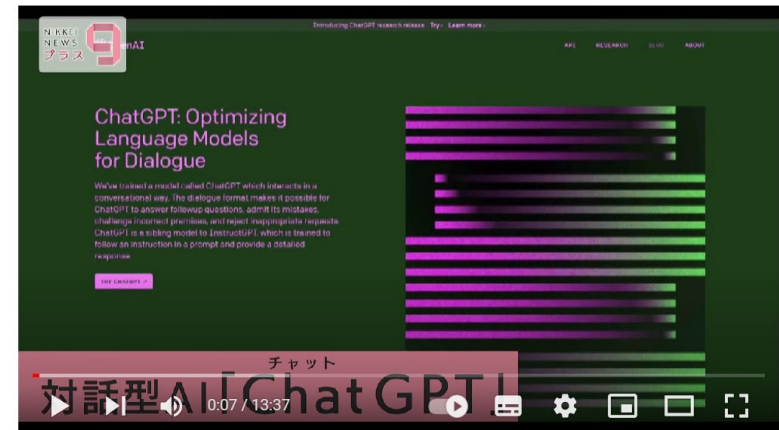 Introducing ChatGPT research release Try› Learn more›
NIKKEI
NEWS
プラス
9
enAI
API RESEARCH BLOG ABOUT
ChatGPT: Optimizing
Language Models
for Dialogue
We've trained a model called ChatGPT which interacts in a
conversational way. The dialogue format makes it possible for
ChatGPT to answer followup questions, admit its mistakes,
challenge incorrect premises, and reject inappropriate requests.
ChatGPT is a sibling model to InstructGPT, which is trained to
follow an instruction in a prompt and provide a detailed
response.
TRY CHATGPT ↗
チャット
対話型AI「ChatGPT」
0:07 / 13:37